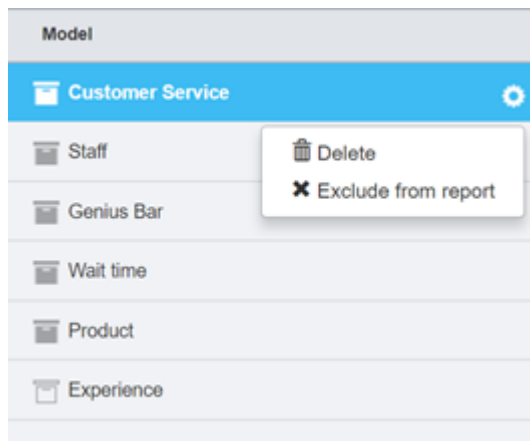 Model
Customer Service
Staff
Delete
Exclude from report
Genius Bar
Wait time
Product
Experience